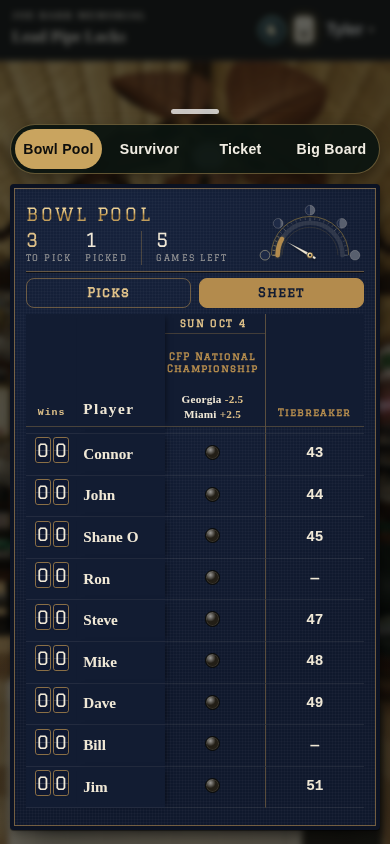 Tyler
Bowl Pool Survivor Ticket Big Board
BOWL POOL
3 1 5
TO PICK PICKED GAMES LEFT
PICKS SHEET
SUN OCT 4
CFP NATIONAL
CHAMPIONSHIP
Georgia -2.5
Miami +2.5
Wins Player TIEBREAKER
00 Connor 43
00 John 44
00 Shane O 45
00 Ron —
00 Steve 47
00 Mike 48
00 Dave 49
00 Bill —
00 Jim 51